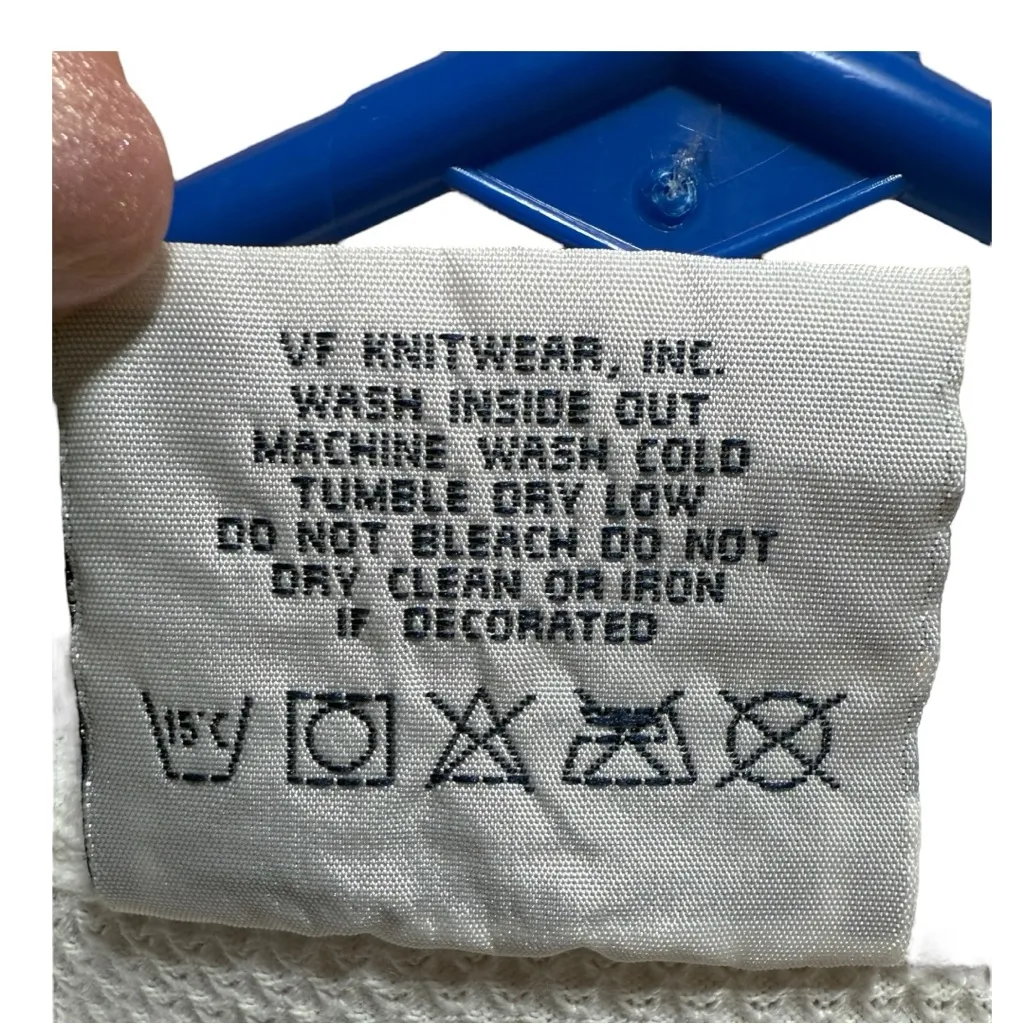 VF KNITWEAR, INC.
WASH INSIDE OUT
MACHINE WASH COLD
TUMBLE DRY LOW
DO NOT BLEACH DO NOT
DRY CLEAN OR IRON
IF DECORATED
15°C